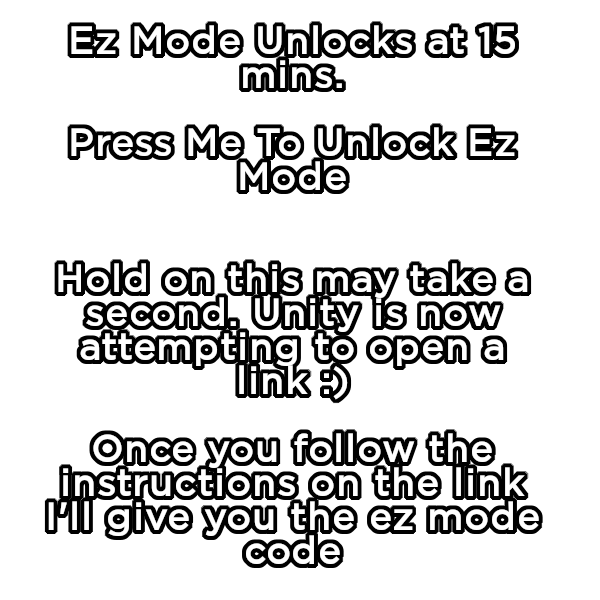 Ez Mode Unlocks at 15
mins.
Press Me To Unlock Ez
Mode
Hold on this may take a
second. Unity is now
attempting to open a
link :)
Once you follow the
instructions on the link
I'll give you the ez mode
code